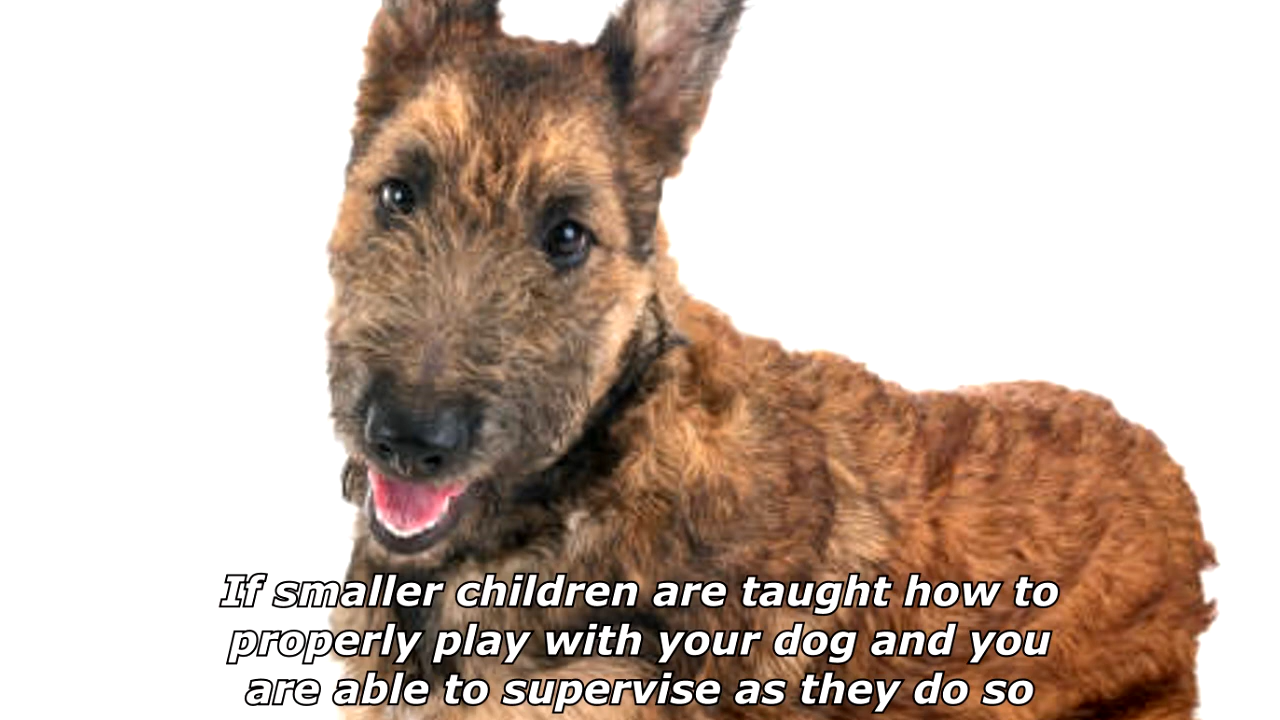 If smaller children are taught how to
properly play with your dog and you
are able to supervise as they do so